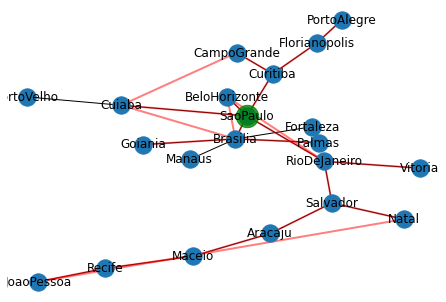 PortoAlegre
Florianopolis
CampoGrande
Curitiba
rtoVelho
Cuiaba
BeloHorizonte
SaoPaulo
Fortaleza
Brasilia
Goiania
Palmas
Manaus
RioDeJaneiro
Vitoria
Salvador
Natal
Aracaju
Maceio
Recife
JoaoPessoa